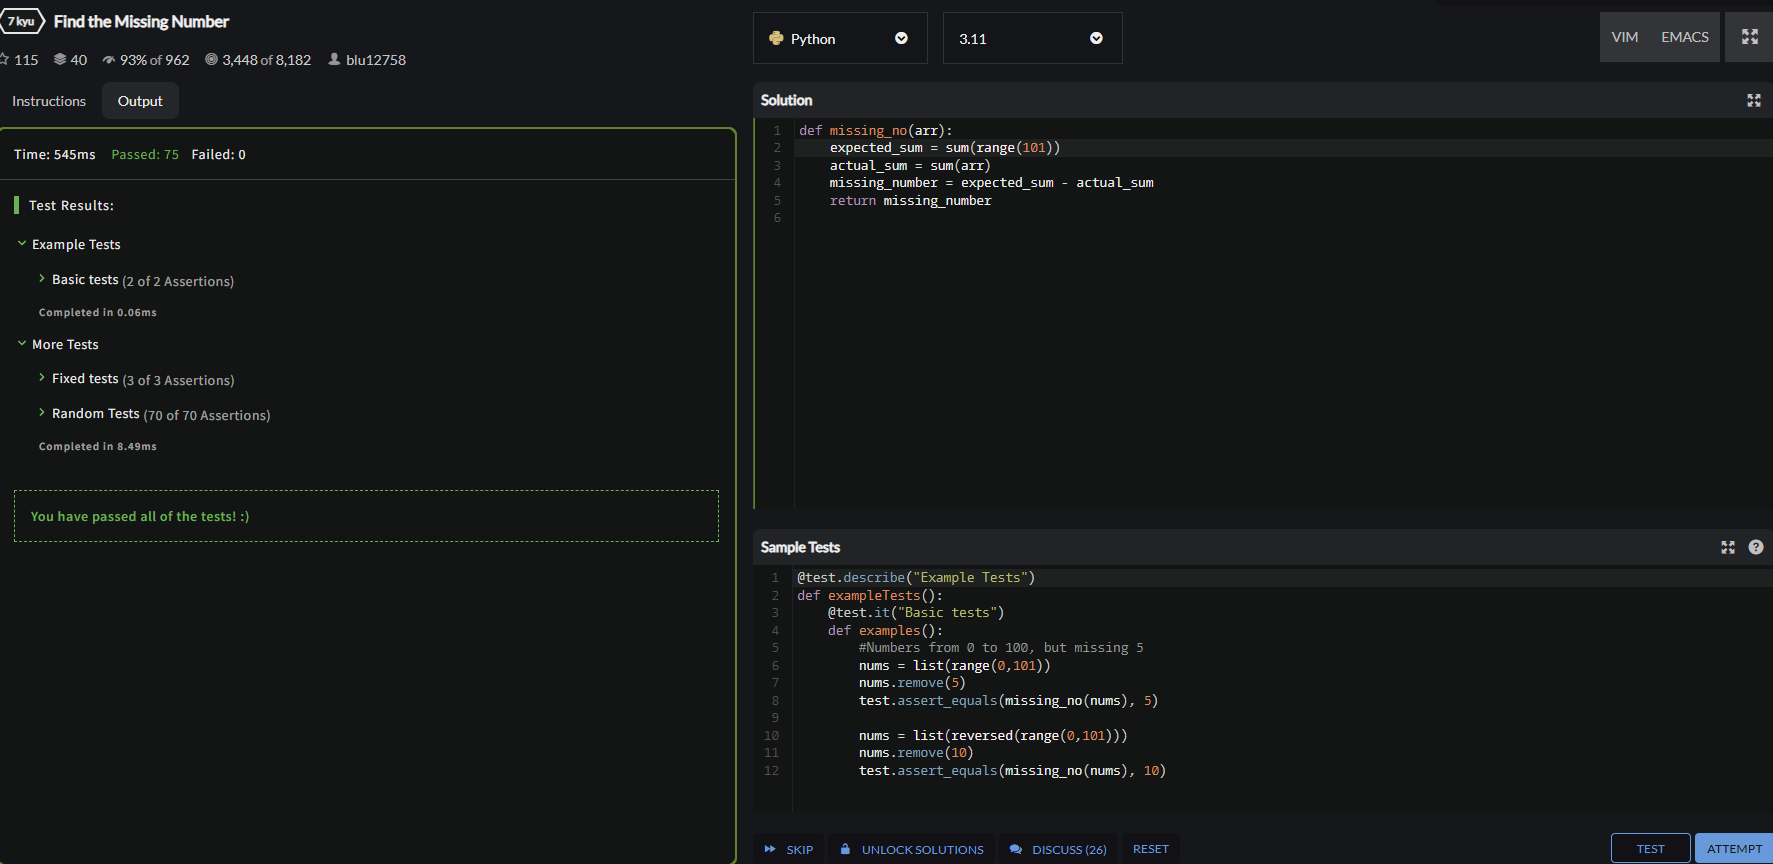 7 kyu Find the Missing Number
115 40 93% of 962 3,448 of 8,182 blu12758
Instructions Output
Time: 545ms Passed: 75 Failed: 0
Test Results:
Example Tests
Basic tests (2 of 2 Assertions)
Completed in 0.06ms
More Tests
Fixed tests (3 of 3 Assertions)
Random Tests (70 of 70 Assertions)
Completed in 8.49ms
You have passed all of the tests! :)
Python 3.11 VIM EMACS
Solution
1 def missing_no(arr):
2 expected_sum = sum(range(101))
3 actual_sum = sum(arr)
4 missing_number = expected_sum - actual_sum
5 return missing_number
6
Sample Tests ?
1 @test.describe("Example Tests")
2 def exampleTests():
3 @test.it("Basic tests")
4 def examples():
5 #Numbers from 0 to 100, but missing 5
6 nums = list(range(0,101))
7 nums.remove(5)
8 test.assert_equals(missing_no(nums), 5)
9
10 nums = list(reversed(range(0,101)))
11 nums.remove(10)
12 test.assert_equals(missing_no(nums), 10)
SKIP UNLOCK SOLUTIONS DISCUSS (26) RESET TEST ATTEMPT